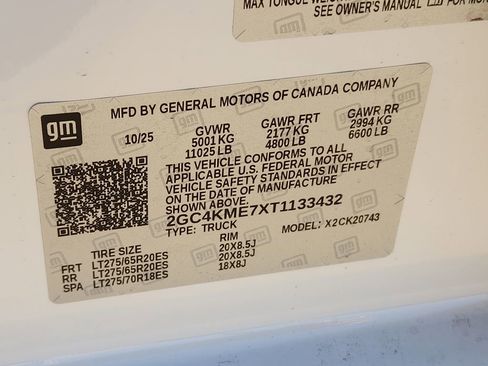 MAX TONGUE WEIGHT
SEE OWNER'S MANUAL FOR MO
gm
MFD BY GENERAL MOTORS OF CANADA COMPANY
10/25 GVWR GAWR FRT GAWR RR
5001 KG 2177 KG 2994 KG
11025 LB 4800 LB 6600 LB
THIS VEHICLE CONFORMS TO ALL
APPLICABLE U.S. FEDERAL MOTOR
VEHICLE SAFETY STANDARDS IN EFFECT
ON THE DATE OF MANUFACTURE
SHOWN ABOVE.
2GC4KME7XT1133432
TYPE: TRUCK MODEL: X2CK20743
TIRE SIZE RIM
FRT LT275/65R20ES 20X8.5J
RR LT275/65R20ES 20X8.5J
SPA LT275/70R18ES 18X8J